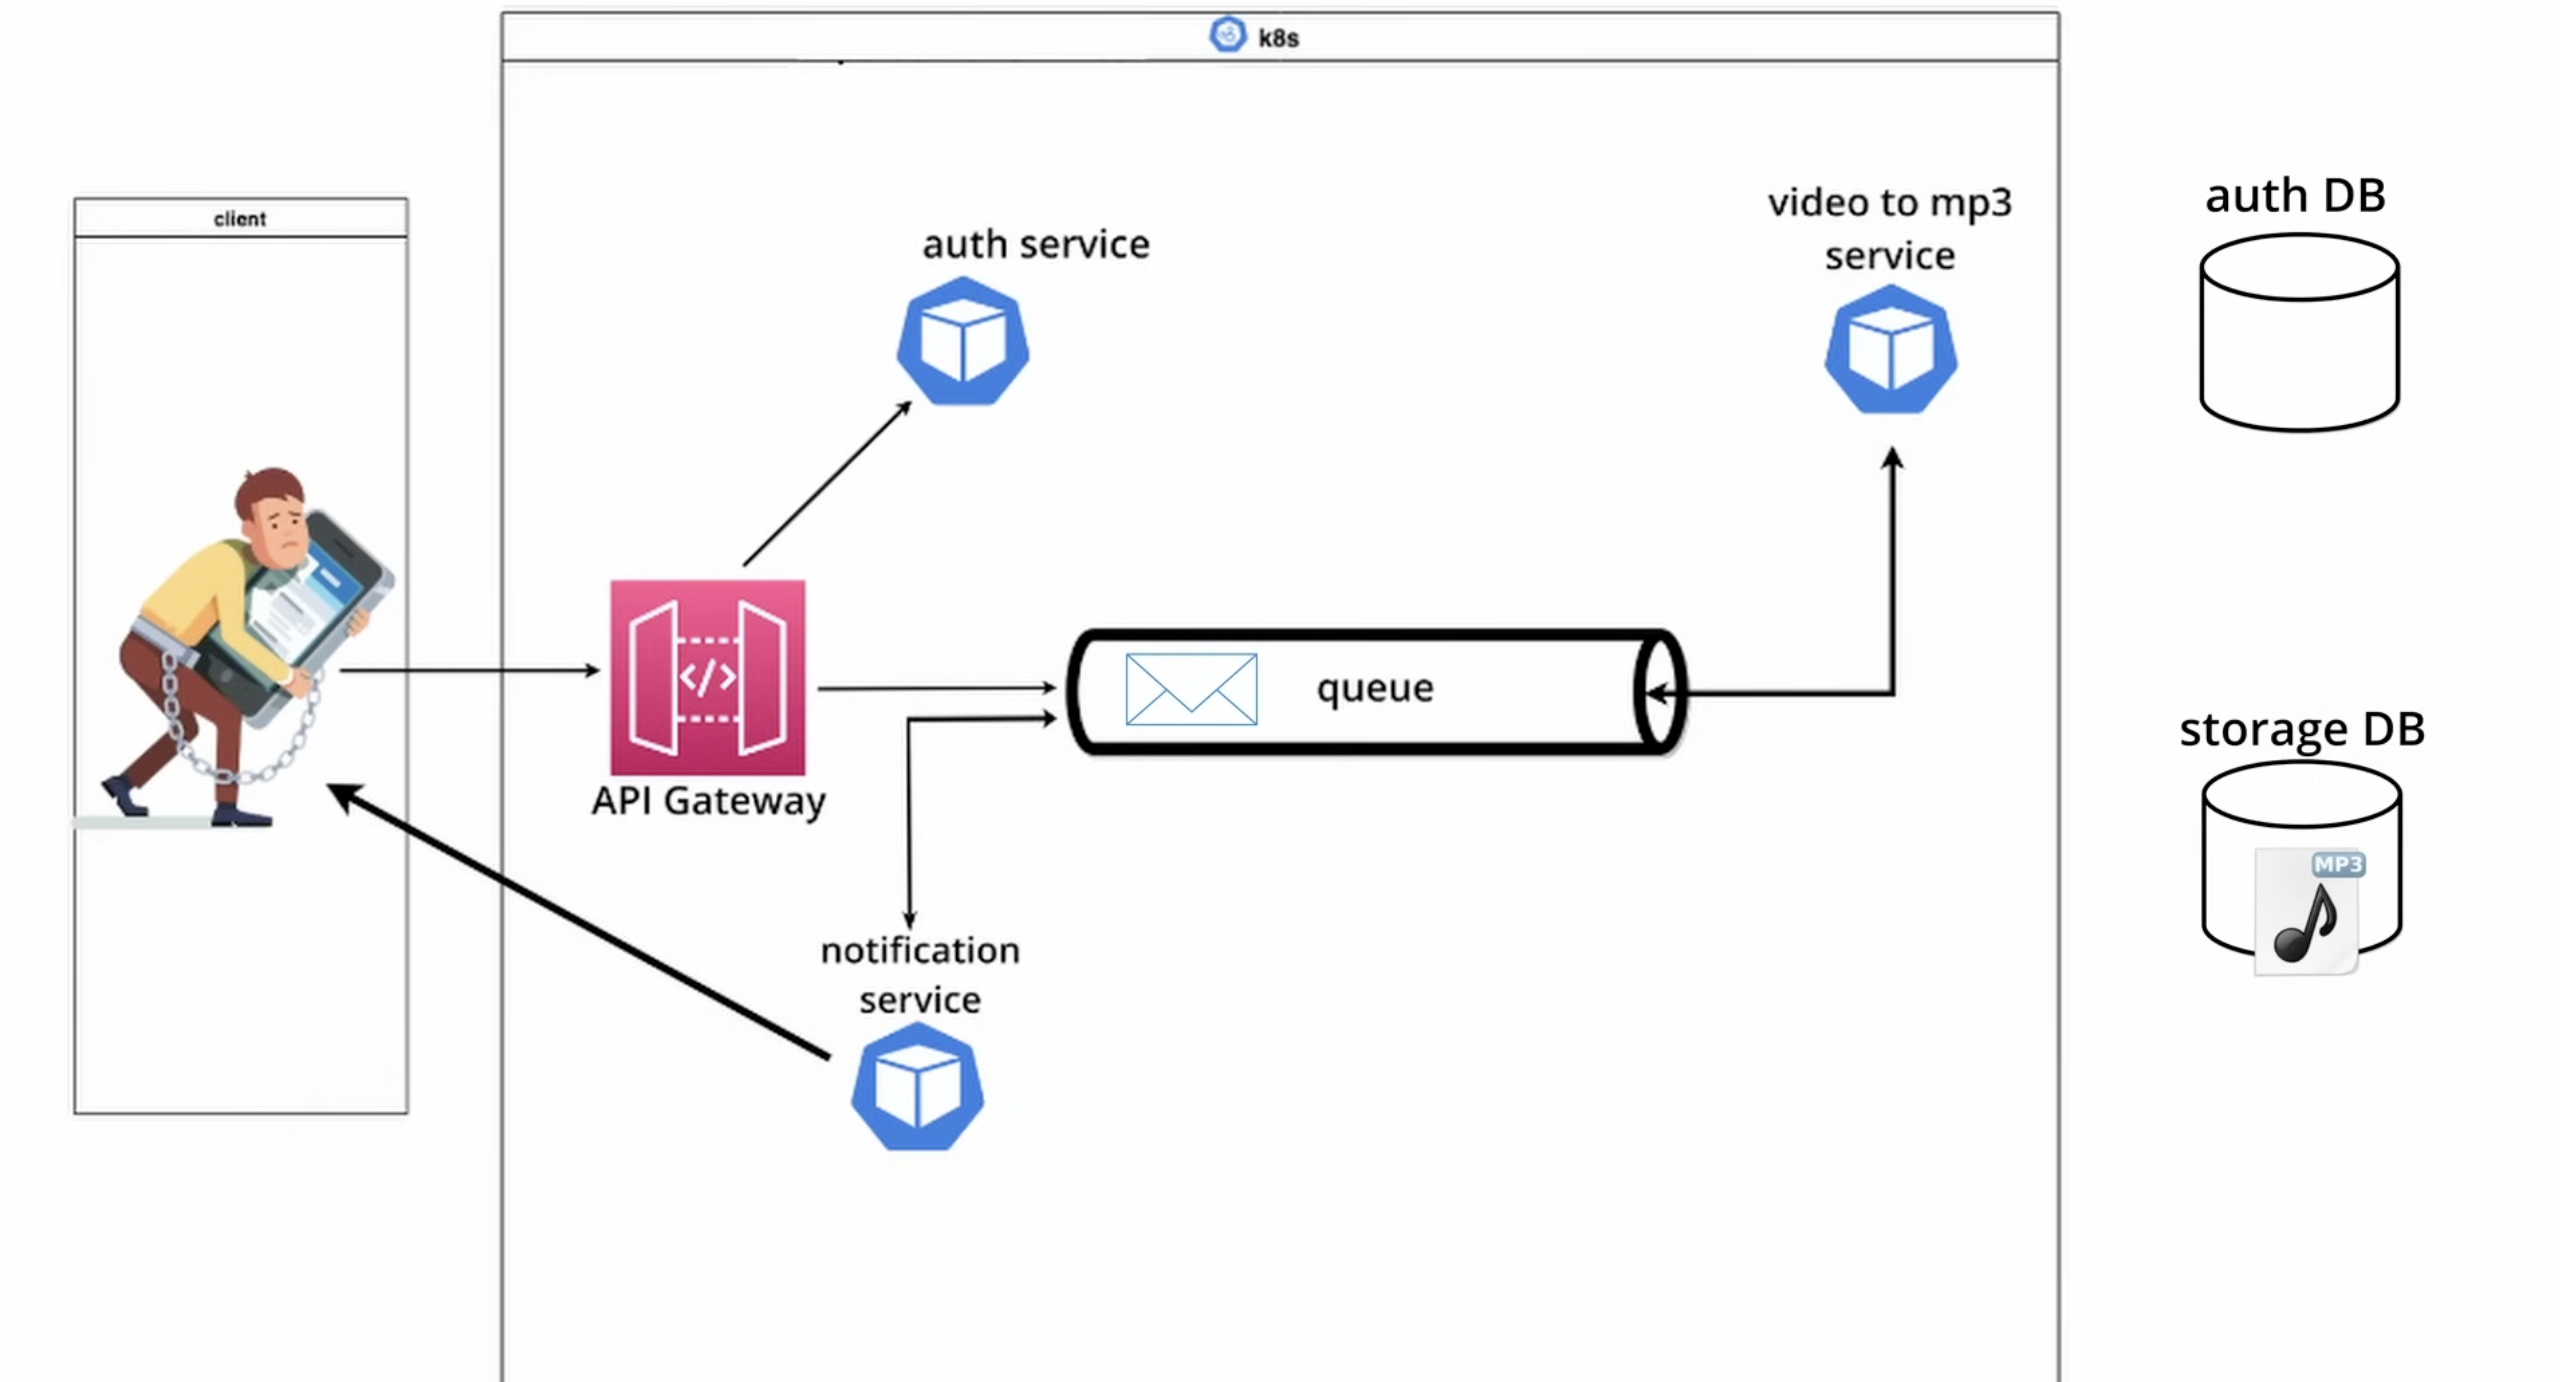 k8s
client
auth service
video to mp3
service
auth DB
</>
API Gateway
queue
storage DB
MP3
notification
service